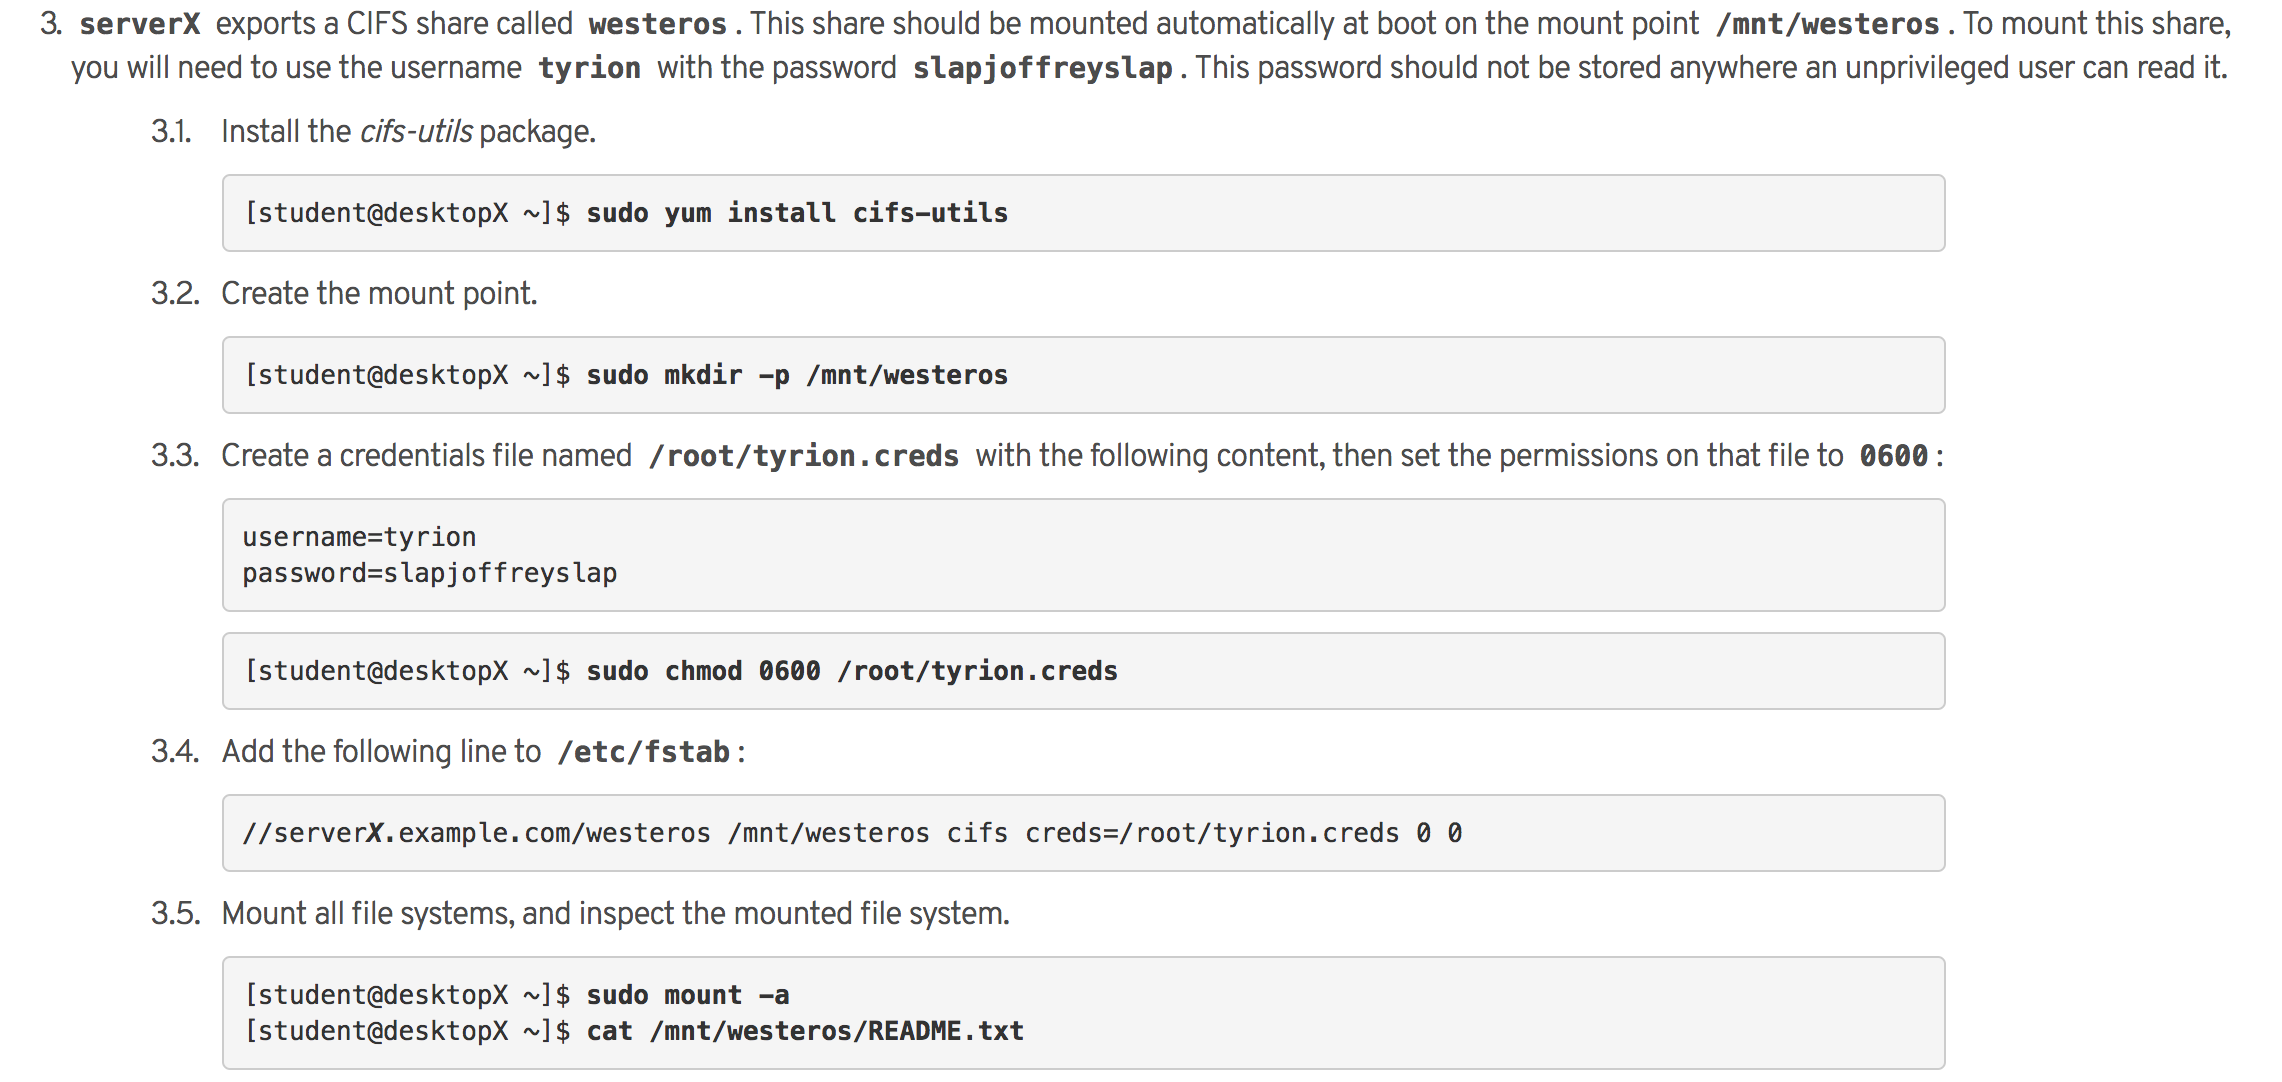 3. serverX exports a CIFS share called westeros. This share should be mounted automatically at boot on the mount point /mnt/westeros. To mount this share,
you will need to use the username tyrion with the password slapjoffreyslap. This password should not be stored anywhere an unprivileged user can read it.
3.1. Install the cifs-utils package.
[student@desktopX ~]$ sudo yum install cifs-utils
3.2. Create the mount point.
[student@desktopX ~]$ sudo mkdir -p /mnt/westeros
3.3. Create a credentials file named /root/tyrion.creds with the following content, then set the permissions on that file to 0600:
username=tyrion
password=slapjoffreyslap
[student@desktopX ~]$ sudo chmod 0600 /root/tyrion.creds
3.4. Add the following line to /etc/fstab:
//serverX.example.com/westeros /mnt/westeros cifs creds=/root/tyrion.creds 0 0
3.5. Mount all file systems, and inspect the mounted file system.
[student@desktopX ~]$ sudo mount -a
[student@desktopX ~]$ cat /mnt/westeros/README.txt